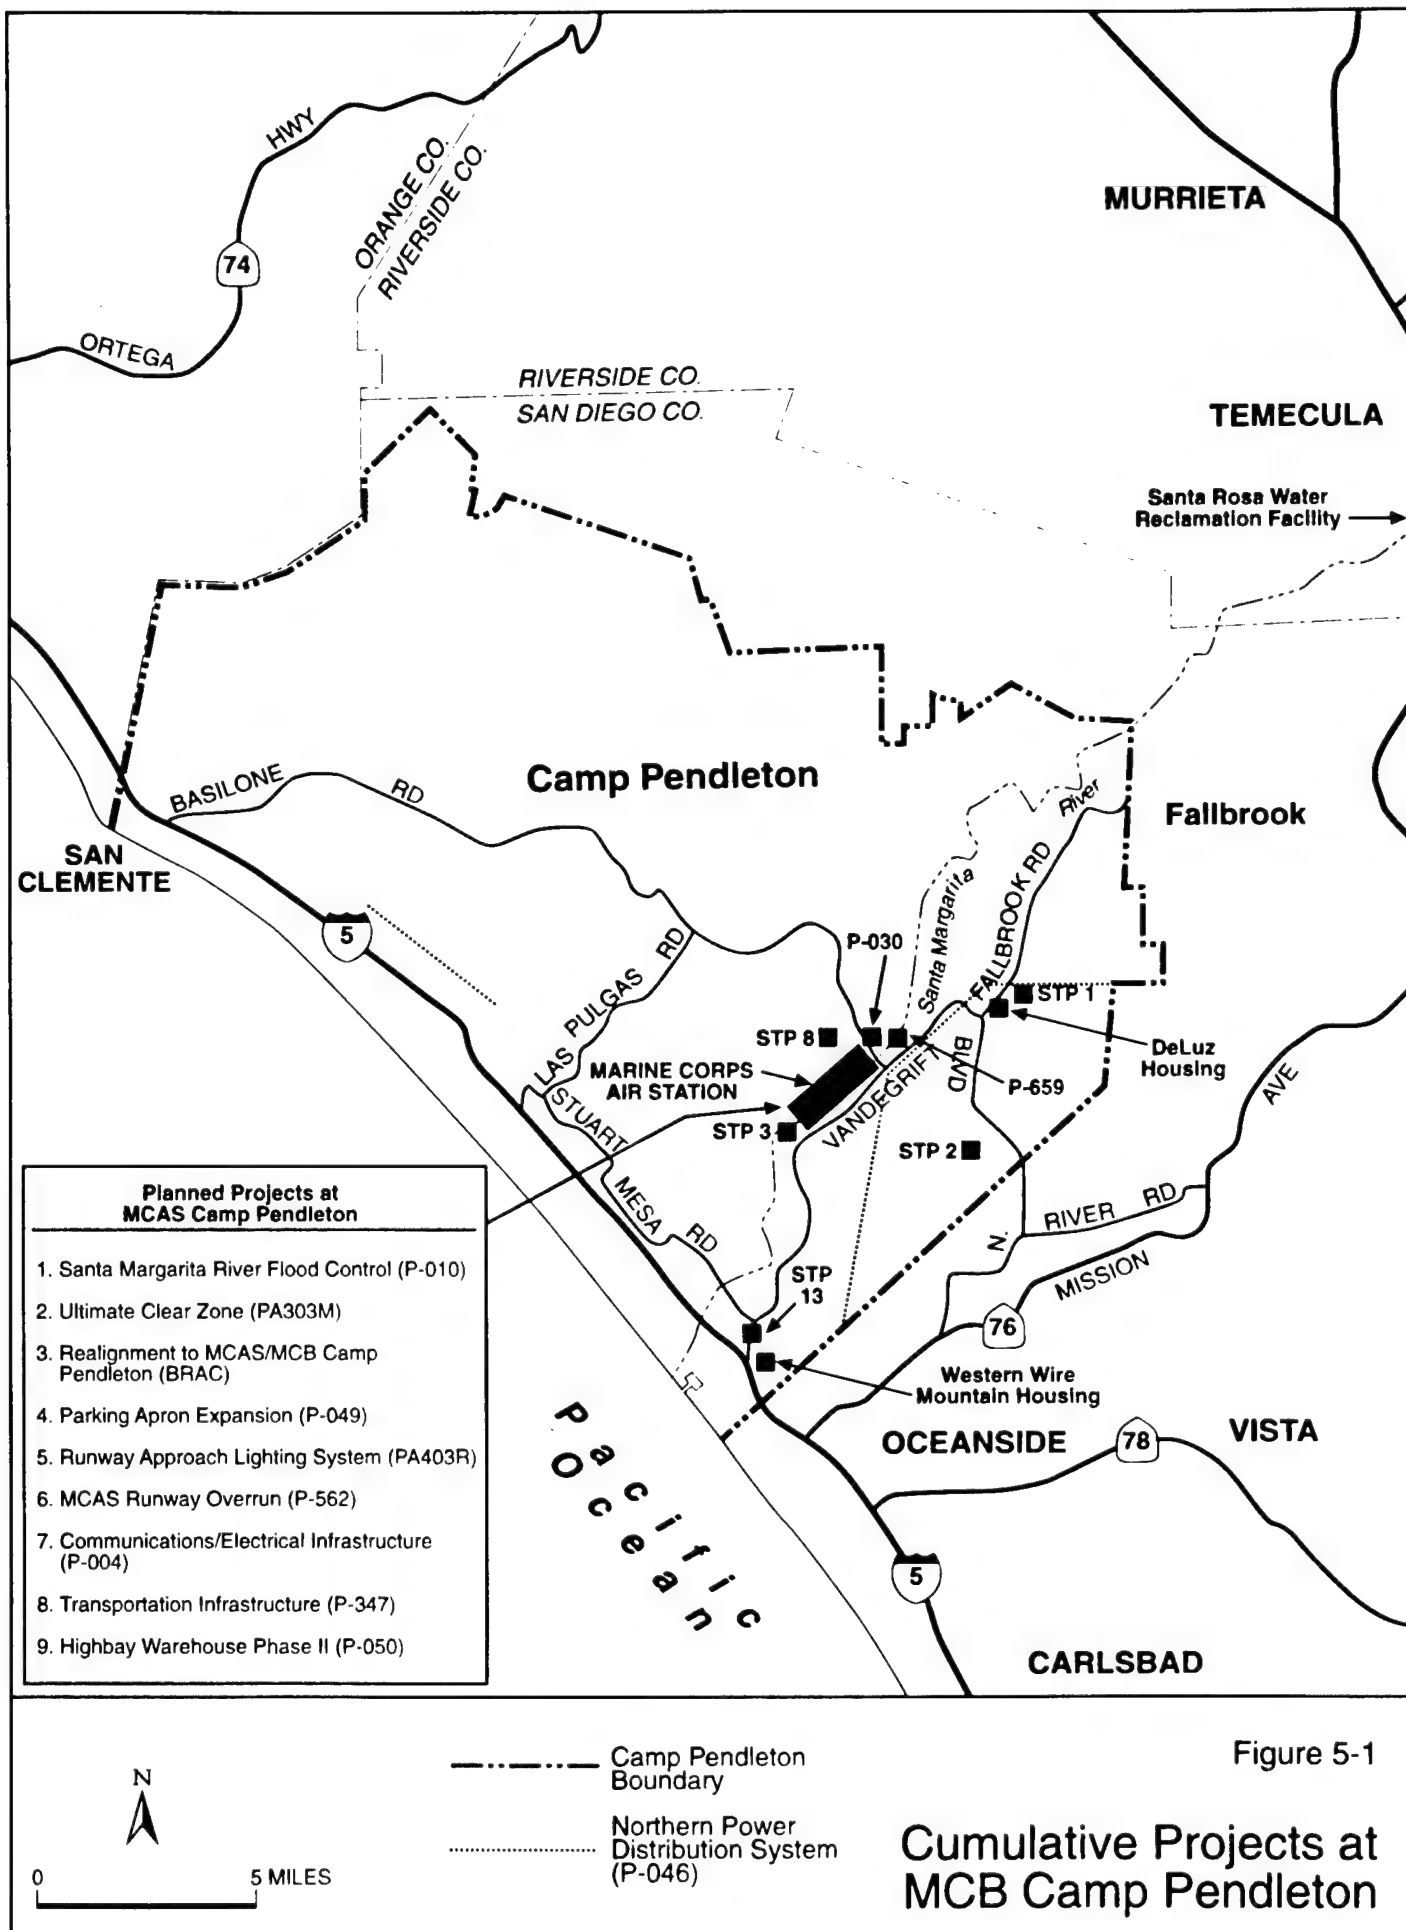 HWY
ORANGE CO.
RIVERSIDE CO.
MURRIETA
74
ORTEGA
RIVERSIDE CO.
SAN DIEGO CO.
TEMECULA
Santa Rosa Water
Reclamation Facility
Camp Pendleton
BASILONE RD
River
Fallbrook
SAN
CLEMENTE
5
Santa Margarita
FALLBROOK RD
P-030
LAS PULGAS RD
STP 1
STP 8
DeLuz
Housing
MARINE CORPS
AIR STATION
P-659
VANDEGRIFT
BLVD
AVE
STUART
STP 3
STP 2
MESA
RD
N.
RIVER RD
MISSION
STP
13
76
Western Wire
Mountain Housing
Pacific
Ocean
OCEANSIDE
78
VISTA
5
CARLSBAD
Planned Projects at
MCAS Camp Pendleton
1. Santa Margarita River Flood Control (P-010)
2. Ultimate Clear Zone (PA303M)
3. Realignment to MCAS/MCB Camp
Pendleton (BRAC)
4. Parking Apron Expansion (P-049)
5. Runway Approach Lighting System (PA403R)
6. MCAS Runway Overrun (P-562)
7. Communications/Electrical Infrastructure
(P-004)
8. Transportation Infrastructure (P-347)
9. Highbay Warehouse Phase II (P-050)
N
0 5 MILES
Camp Pendleton
Boundary
Northern Power
Distribution System
(P-046)
Figure 5-1
Cumulative Projects at
MCB Camp Pendleton